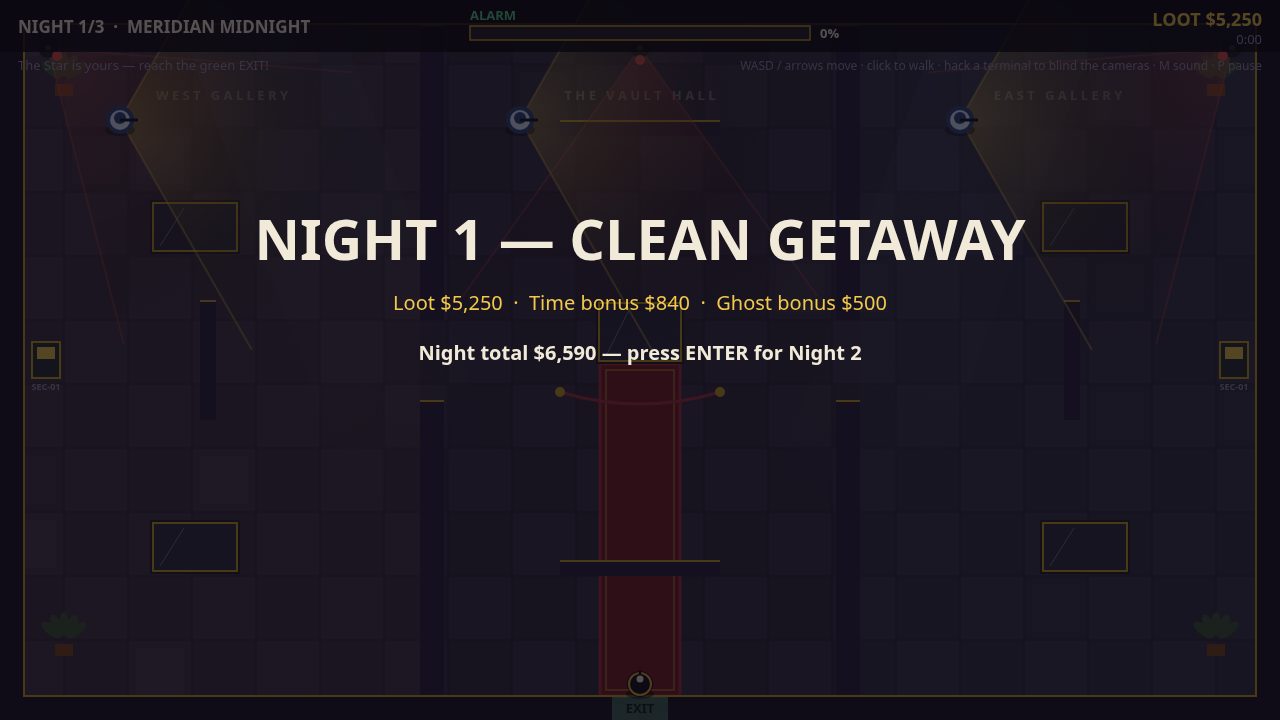 NIGHT 1/3 · MERIDIAN MIDNIGHT
ALARM
0%
LOOT $5,250
0:00
The Star is yours — reach the green EXIT!
WASD / arrows move · click to walk · hack a terminal to blind the cameras · M sound · P pause
WEST GALLERY
THE VAULT HALL
EAST GALLERY
NIGHT 1 — CLEAN GETAWAY
Loot $5,250 · Time bonus $840 · Ghost bonus $500
Night total $6,590 — press ENTER for Night 2
SEC-01
SEC-01
EXIT